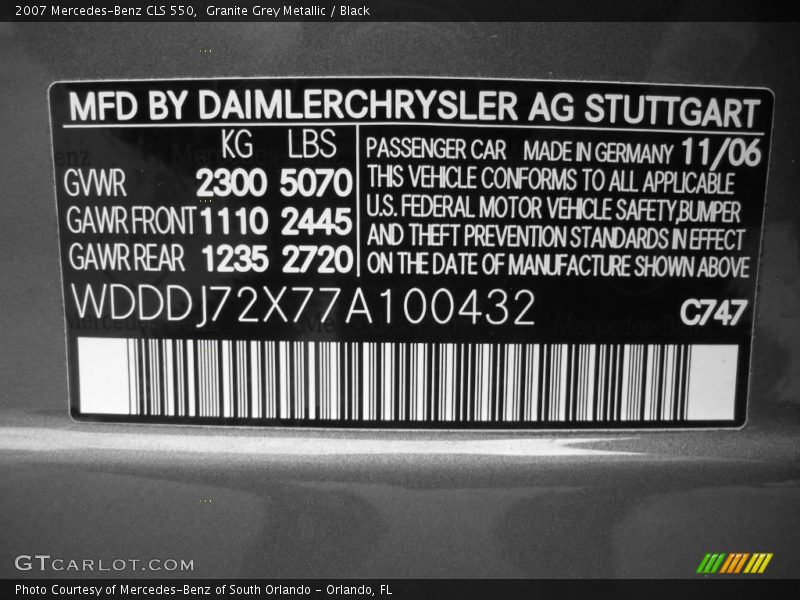 2007 Mercedes-Benz CLS 550,  Granite Grey Metallic / Black
MFD BY DAIMLERCHRYSLER AG STUTTGART
KG LBS
GVWR 2300 5070
GAWR FRONT 1110 2445
GAWR REAR 1235 2720
PASSENGER CAR MADE IN GERMANY 11/06
THIS VEHICLE CONFORMS TO ALL APPLICABLE
U.S. FEDERAL MOTOR VEHICLE SAFETY,BUMPER
AND THEFT PREVENTION STANDARDS IN EFFECT
ON THE DATE OF MANUFACTURE SHOWN ABOVE
WDDDJ72X77A100432 C747
GTCARLOT.COM
Photo Courtesy of Mercedes-Benz of South Orlando - Orlando, FL